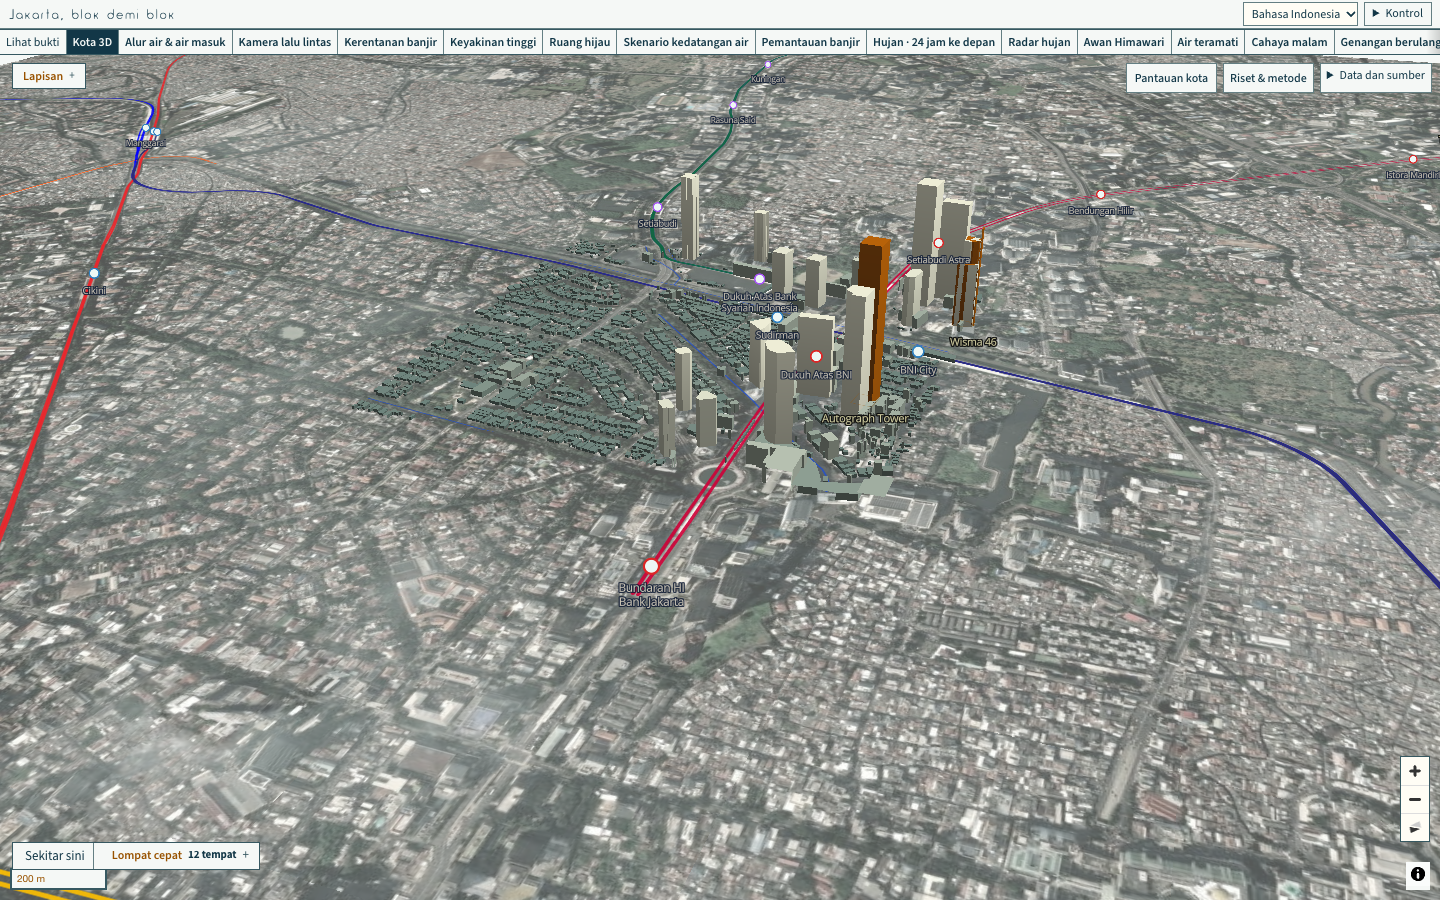 Jakarta, blok demi blok
Bahasa Indonesia
Kontrol
Lihat bukti
Kota 3D
Alur air & air masuk
Kamera lalu lintas
Kerentanan banjir
Keyakinan tinggi
Ruang hijau
Skenario kedatangan air
Pemantauan banjir
Hujan · 24 jam ke depan
Radar hujan
Awan Himawari
Air teramati
Cahaya malam
Genangan berulang
Lapisan +
Pantauan kota
Riset & metode
Data dan sumber
Kuningan
Rasuna Said
Manggarai
Istora Mandiri
Bendungan Hilir
Setiabudi
Setiabudi Astra
Cikini
Dukuh Atas Bank
Syariah Indonesia
Sudirman
Wisma 46
BNI City
Dukuh Atas BNI
Autograph Tower
Bundaran HI
Bank Jakarta
Sekitar sini
Lompat cepat 12 tempat +
200 m